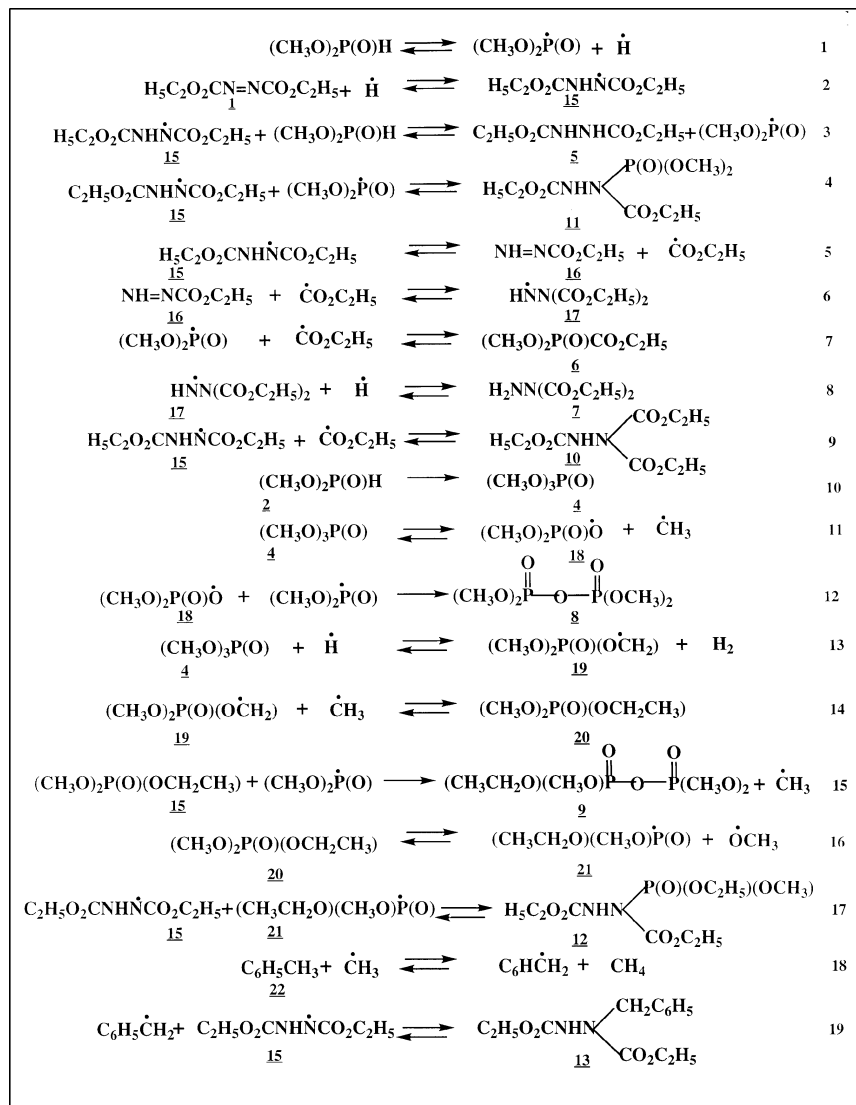 (CH3O)2P(O)H ⇌ (CH3O)2Ṗ(O) + Ḣ 1
H5C2O2CN=NCO2C2H5 + Ḣ ⇌ H5C2O2CNHṄCO2C2H5 2
1 15
H5C2O2CNHṄCO2C2H5 + (CH3O)2P(O)H ⇌ C2H5O2CNHNHCO2C2H5 + (CH3O)2Ṗ(O) 3
15 5
P(O)(OCH3)2
C2H5O2CNHṄCO2C2H5 + (CH3O)2Ṗ(O) ⇌ H5C2O2CNHN 4
15 CO2C2H5
11
H5C2O2CNHṄCO2C2H5 ⇌ NH=NCO2C2H5 + ĊO2C2H5 5
15 16
NH=NCO2C2H5 + ĊO2C2H5 ⇌ HṄN(CO2C2H5)2 6
16 17
(CH3O)2Ṗ(O) + ĊO2C2H5 ⇌ (CH3O)2P(O)CO2C2H5 7
6
HṄN(CO2C2H5)2 + Ḣ ⇌ H2NN(CO2C2H5)2 8
17 7
CO2C2H5
H5C2O2CNHṄCO2C2H5 + ĊO2C2H5 ⇌ H5C2O2CNHN 9
15 10 CO2C2H5
(CH3O)2P(O)H → (CH3O)3P(O) 10
2 4
(CH3O)3P(O) ⇌ (CH3O)2P(O)Ȯ + ĊH3 11
4 18
O O
(CH3O)2P(O)Ȯ + (CH3O)2Ṗ(O) → (CH3O)2P—O—P(OCH3)2 12
18 8
(CH3O)3P(O) + Ḣ ⇌ (CH3O)2P(O)(OĊH2) + H2 13
4 19
(CH3O)2P(O)(OĊH2) + ĊH3 ⇌ (CH3O)2P(O)(OCH2CH3) 14
19 20
O O
(CH3O)2P(O)(OCH2CH3) + (CH3O)2Ṗ(O) → (CH3CH2O)(CH3O)P—O—P(CH3O)2 + ĊH3 15
15 9
(CH3O)2P(O)(OCH2CH3) ⇌ (CH3CH2O)(CH3O)Ṗ(O) + ȮCH3 16
20 21
P(O)(OC2H5)(OCH3)
C2H5O2CNHṄCO2C2H5 + (CH3CH2O)(CH3O)Ṗ(O) ⇌ H5C2O2CNHN 17
15 21 12 CO2C2H5
C6H5CH3 + ĊH3 ⇌ C6HĊH2 + CH4 18
22
CH2C6H5
C6H5ĊH2 + C2H5O2CNHṄCO2C2H5 ⇌ C2H5O2CNHN 19
15 13 CO2C2H5